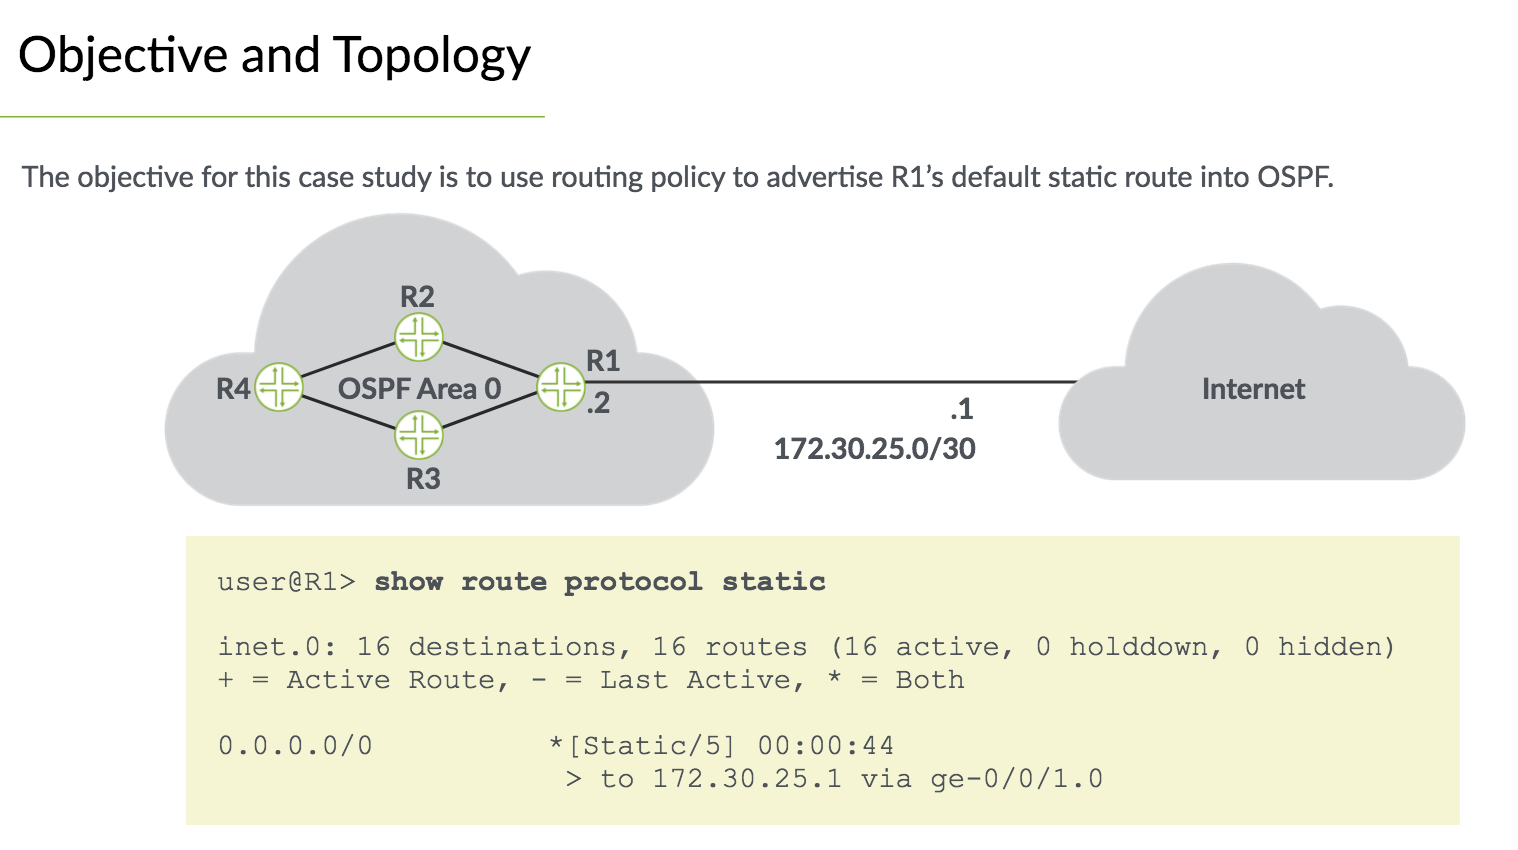 Objective and Topology
The objective for this case study is to use routing policy to advertise R1’s default static route into OSPF.
R2
R1
R4
OSPF Area 0
.2
R3
.1
172.30.25.0/30
Internet
user@R1> show route protocol static
inet.0: 16 destinations, 16 routes (16 active, 0 holddown, 0 hidden)
+ = Active Route, - = Last Active, * = Both
0.0.0.0/0          *[Static/5] 00:00:44
                    > to 172.30.25.1 via ge-0/0/1.0